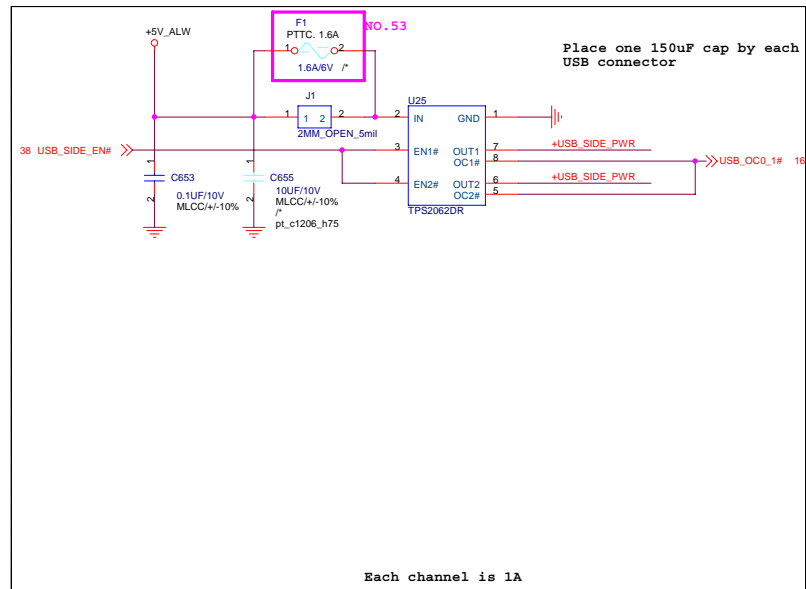 F1
NO.53
+5V_ALW
PTTC. 1.6A
1 2
1.6A/6V /*
Place one 150uF cap by each
USB connector
J1
1 1 2 2
2MM_OPEN_5mil
U25
2 IN GND 1
38 USB_SIDE_EN#
3 EN1# OUT1 7 +USB_SIDE_PWR
OC1# 8 USB_OC0_1# 16
4 EN2# OUT2 6 +USB_SIDE_PWR
OC2# 5
TPS2062DR
1
C653
2
0.1UF/10V
MLCC/+/-10%
1
C655
2
10UF/10V
MLCC/+/-10%
/*
pt_c1206_h75
Each channel is 1A